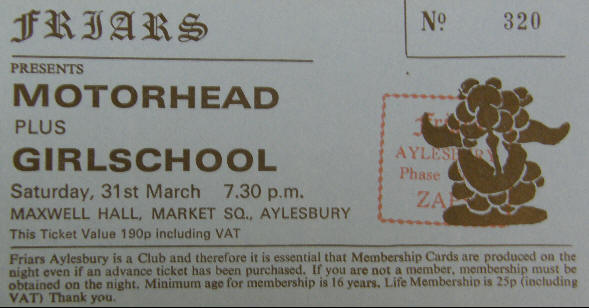 FRIARS
Nº 320
PRESENTS
MOTORHEAD
PLUS
GIRLSCHOOL
Saturday, 31st March 7.30 p.m.
MAXWELL HALL, MARKET SQ., AYLESBURY
This Ticket Value 190p including VAT
AYLES
Phase
ZA
Friars Aylesbury is a Club and therefore it is essential that Membership Cards are produced on the
night even if an advance ticket has been purchased. If you are not a member, membership must be
obtained on the night. Minimum age for membership is 16 years. Life Membership is 25p (including
VAT) Thank you.